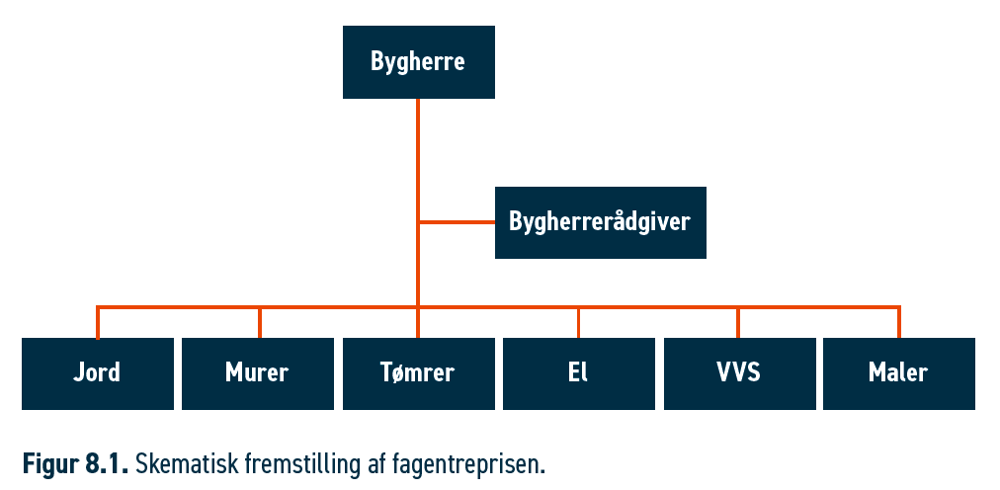 Bygherre
Bygherrerådgiver
Jord
Murer
Tømrer
El
VVS
Maler
Figur 8.1. Skematisk fremstilling af fagentreprisen.